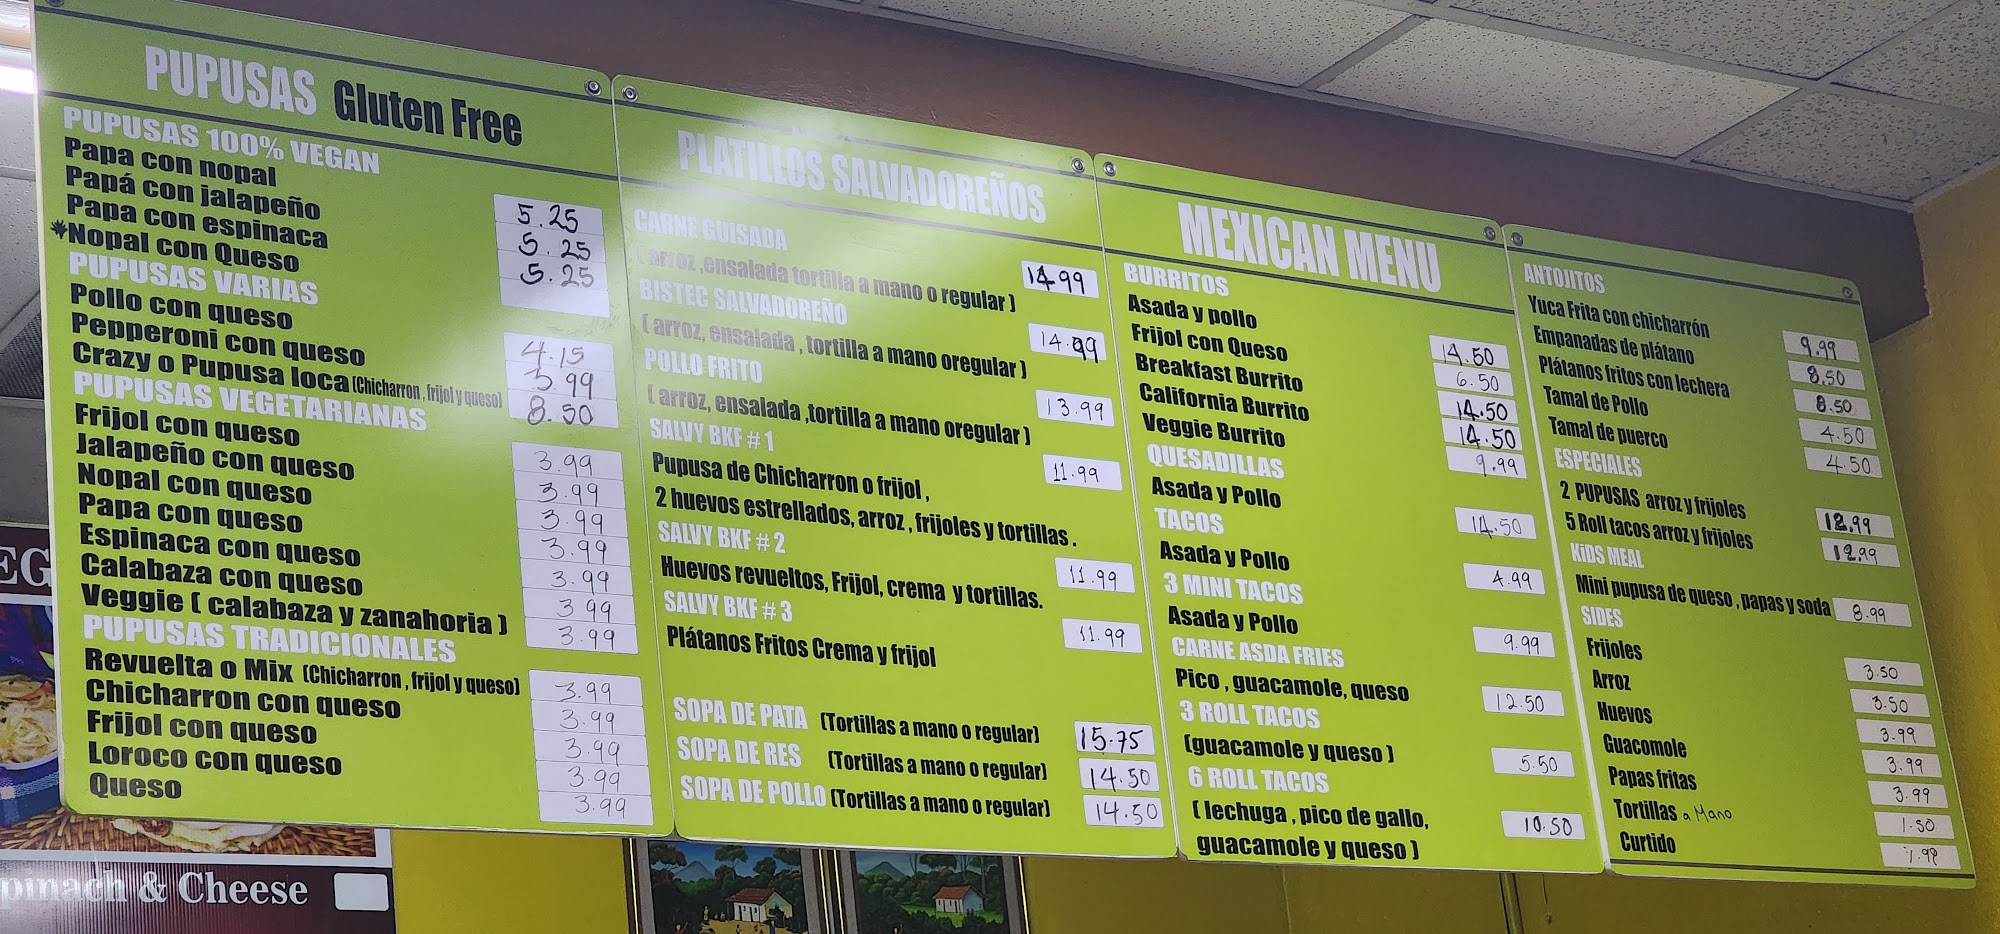 PUPUSAS Gluten Free
PUPUSAS 100% VEGAN
Papa con nopal 5.25
Papá con jalapeño 5.25
Papa con espinaca 5.25
*Nopal con Queso
PUPUSAS VARIAS
Pollo con queso 4.15
Pepperoni con queso 3.99
Crazy o Pupusa loca (Chicharron, frijol y queso) 8.50
PUPUSAS VEGETARIANAS
Frijol con queso 3.99
Jalapeño con queso 3.99
Nopal con queso 3.99
Papa con queso 3.99
Espinaca con queso 3.99
Calabaza con queso 3.99
Veggie ( calabaza y zanahoria ) 3.99
PUPUSAS TRADICIONALES
Revuelta o Mix (Chicharron, frijol y queso) 3.99
Chicharron con queso 3.99
Frijol con queso 3.99
Loroco con queso 3.99
Queso 3.99
PLATILLOS SALVADOREÑOS
CARNE GUISADA
( arroz ,ensalada tortilla a mano o regular ) 14.99
BISTEC SALVADOREÑO
( arroz, ensalada , tortilla a mano oregular ) 14.99
POLLO FRITO
( arroz, ensalada ,tortilla a mano oregular ) 13.99
SALVY BKF # 1
Pupusa de Chicharron o frijol , 11.99
2 huevos estrellados, arroz , frijoles y tortillas .
SALVY BKF # 2
Huevos revueltos, Frijol, crema y tortillas. 11.99
SALVY BKF # 3
Plátanos Fritos Crema y frijol 11.99
SOPA DE PATA (Tortillas a mano o regular) 15.75
SOPA DE RES (Tortillas a mano o regular) 14.50
SOPA DE POLLO (Tortillas a mano o regular) 14.50
MEXICAN MENU
BURRITOS
Asada y pollo 14.50
Frijol con Queso 6.50
Breakfast Burrito 14.50
California Burrito 14.50
Veggie Burrito 9.99
QUESADILLAS
Asada y Pollo 14.50
TACOS
Asada y Pollo 4.99
3 MINI TACOS
Asada y Pollo 9.99
CARNE ASDA FRIES
Pico , guacamole, queso 12.50
3 ROLL TACOS
(guacamole y queso ) 5.50
6 ROLL TACOS
( lechuga , pico de gallo, 10.50
guacamole y queso )
ANTOJITOS
Yuca Frita con chicharrón 9.99
Empanadas de plátano 8.50
Plátanos fritos con lechera 8.50
Tamal de Pollo 4.50
Tamal de puerco 4.50
ESPECIALES
2 PUPUSAS arroz y frijoles 12.99
5 Roll tacos arroz y frijoles 12.99
KiDS MEAL
Mini pupusa de queso , papas y soda 8.99
SIDES
Frijoles 3.50
Arroz 3.50
Huevos 3.99
Guacomole 3.99
Papas fritas 3.99
Tortillas a Mano 1.50
Curtido 1.99
EG
pinach & Cheese